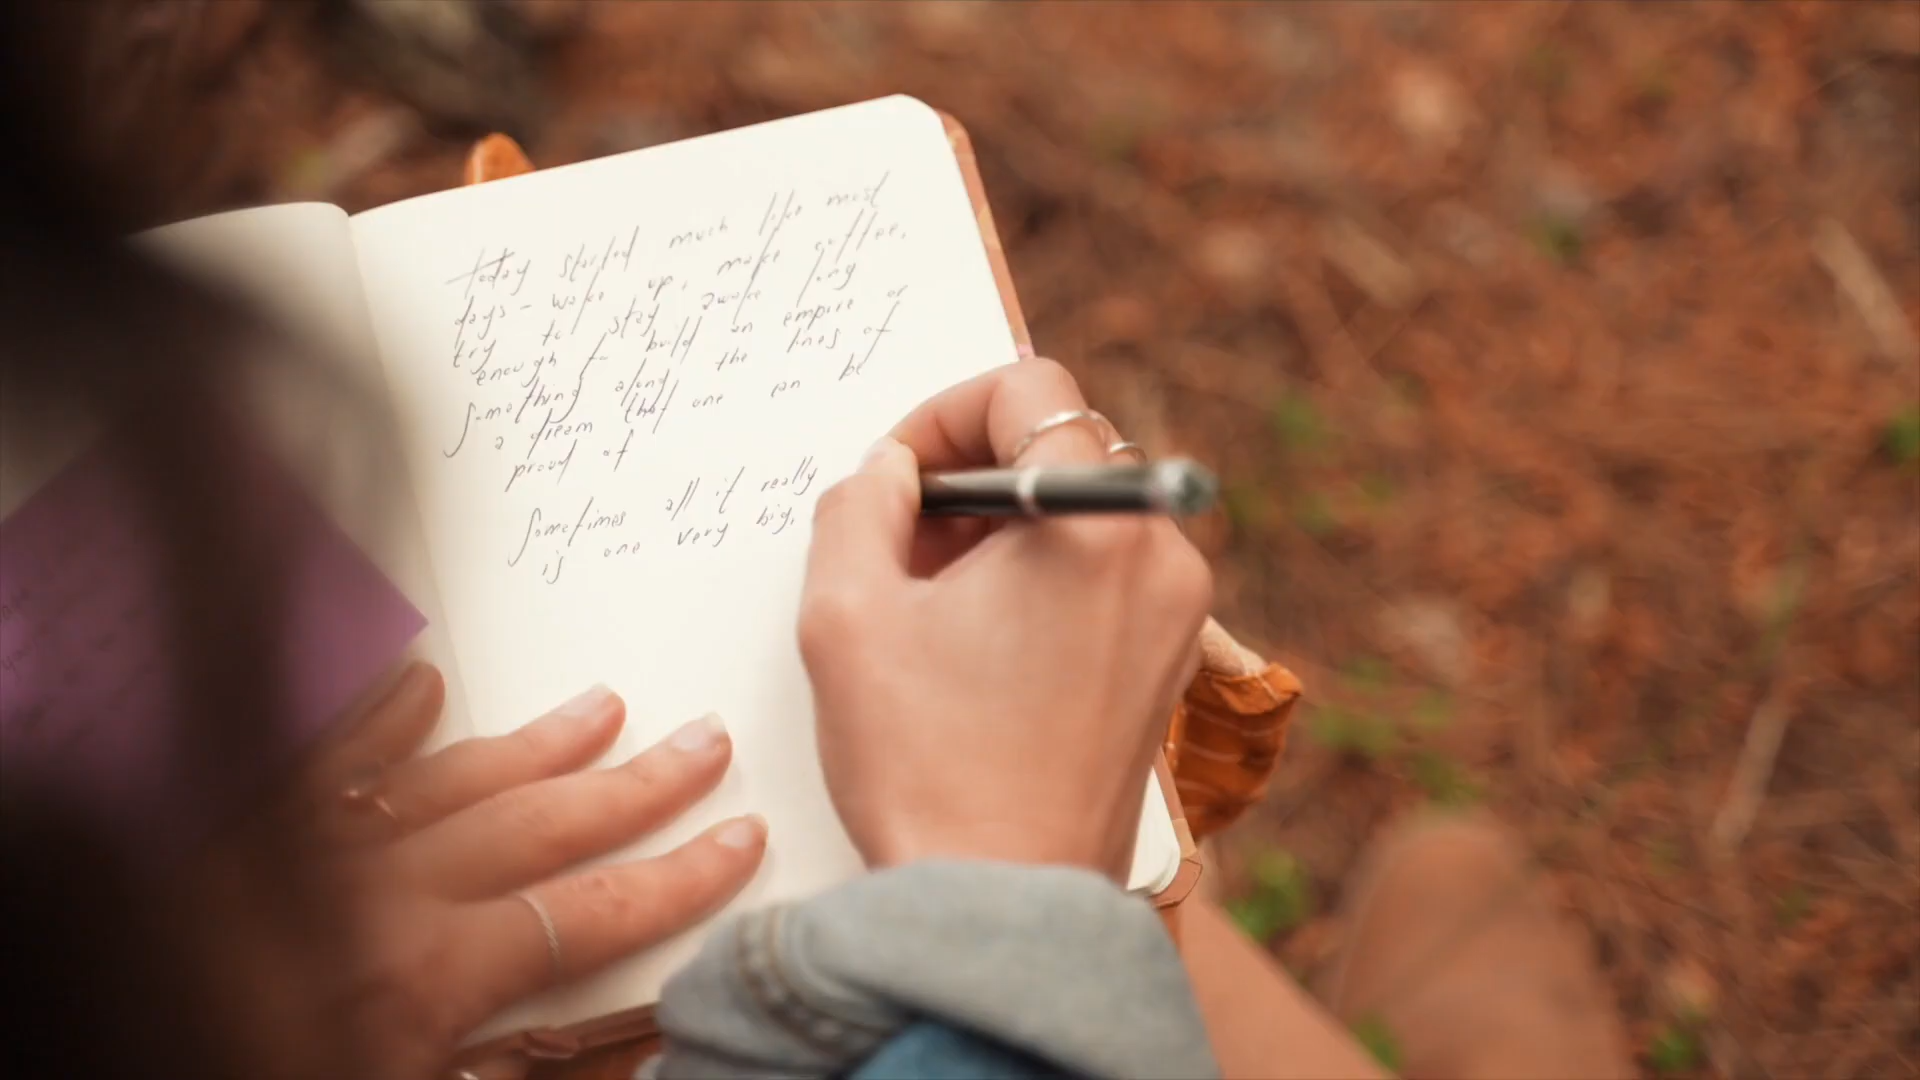 today started much like most
days - wake up, make coffee,
try to stay awake long
enough to build an empire or
something along the lines of
a dream that one can be
proud of
Sometimes all it really
is one very big,